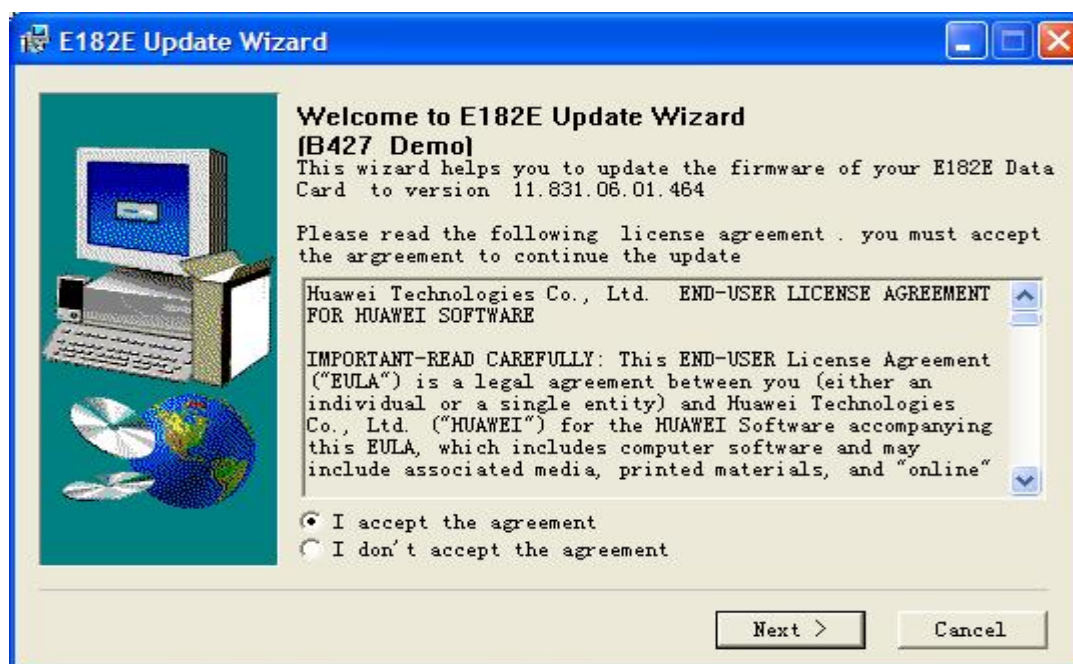 E182E Update Wizard
Welcome to E182E Update Wizard
(B427 Demo)
This wizard helps you to update the firmware of your E182E Data
Card to version 11.831.06.01.464
Please read the following license agreement . you must accept
the argreement to continue the update
Huawei Technologies Co., Ltd. END-USER LICENSE AGREEMENT
FOR HUAWEI SOFTWARE
IMPORTANT-READ CAREFULLY: This END-USER License Agreement
("EULA") is a legal agreement between you (either an
individual or a single entity) and Huawei Technologies
Co., Ltd. ("HUAWEI") for the HUAWEI Software accompanying
this EULA, which includes computer software and may
include associated media, printed materials, and "online"
I accept the agreement
I don't accept the agreement
Next >
Cancel